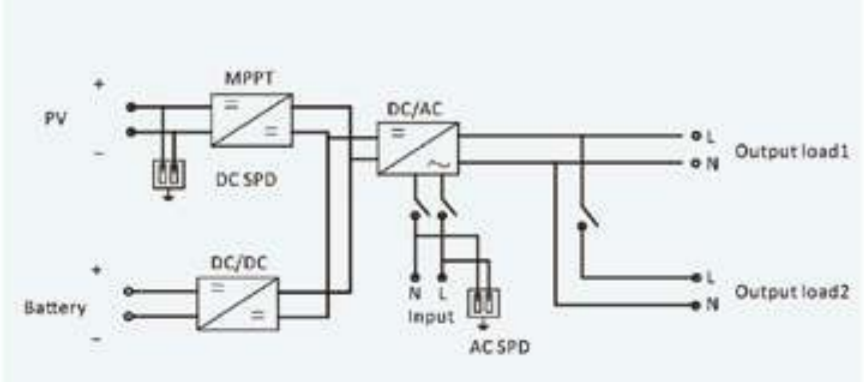 MPPT
+
PV
−
DC SPD
DC/AC
L
N
Output load1
DC/DC
+
Battery
−
N L
Input
AC SPD
L
N
Output load2